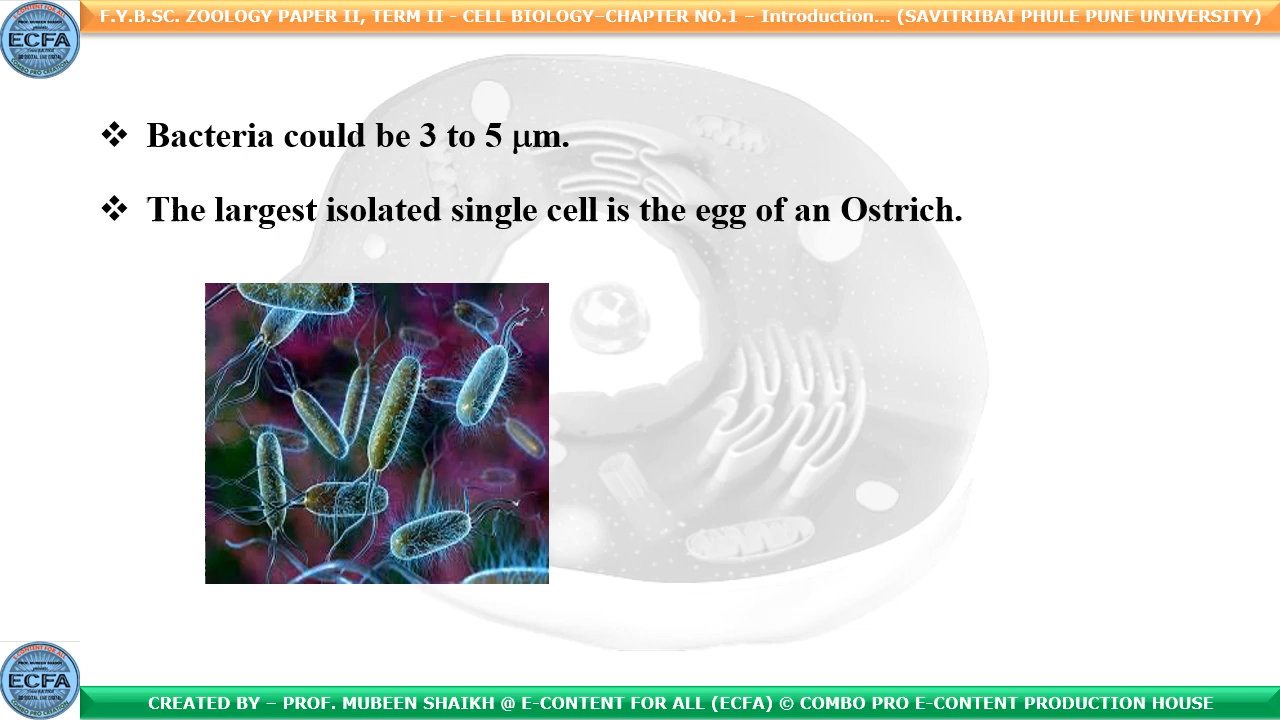 F.Y.B.SC. ZOOLOGY PAPER II, TERM II - CELL BIOLOGY–CHAPTER NO.1 – Introduction... (SAVITRIBAI PHULE PUNE UNIVERSITY)
ECFA
❖ Bacteria could be 3 to 5 μm.
❖ The largest isolated single cell is the egg of an Ostrich.
ECFA
CREATED BY – PROF. MUBEEN SHAIKH @ E-CONTENT FOR ALL (ECFA) © COMBO PRO E-CONTENT PRODUCTION HOUSE